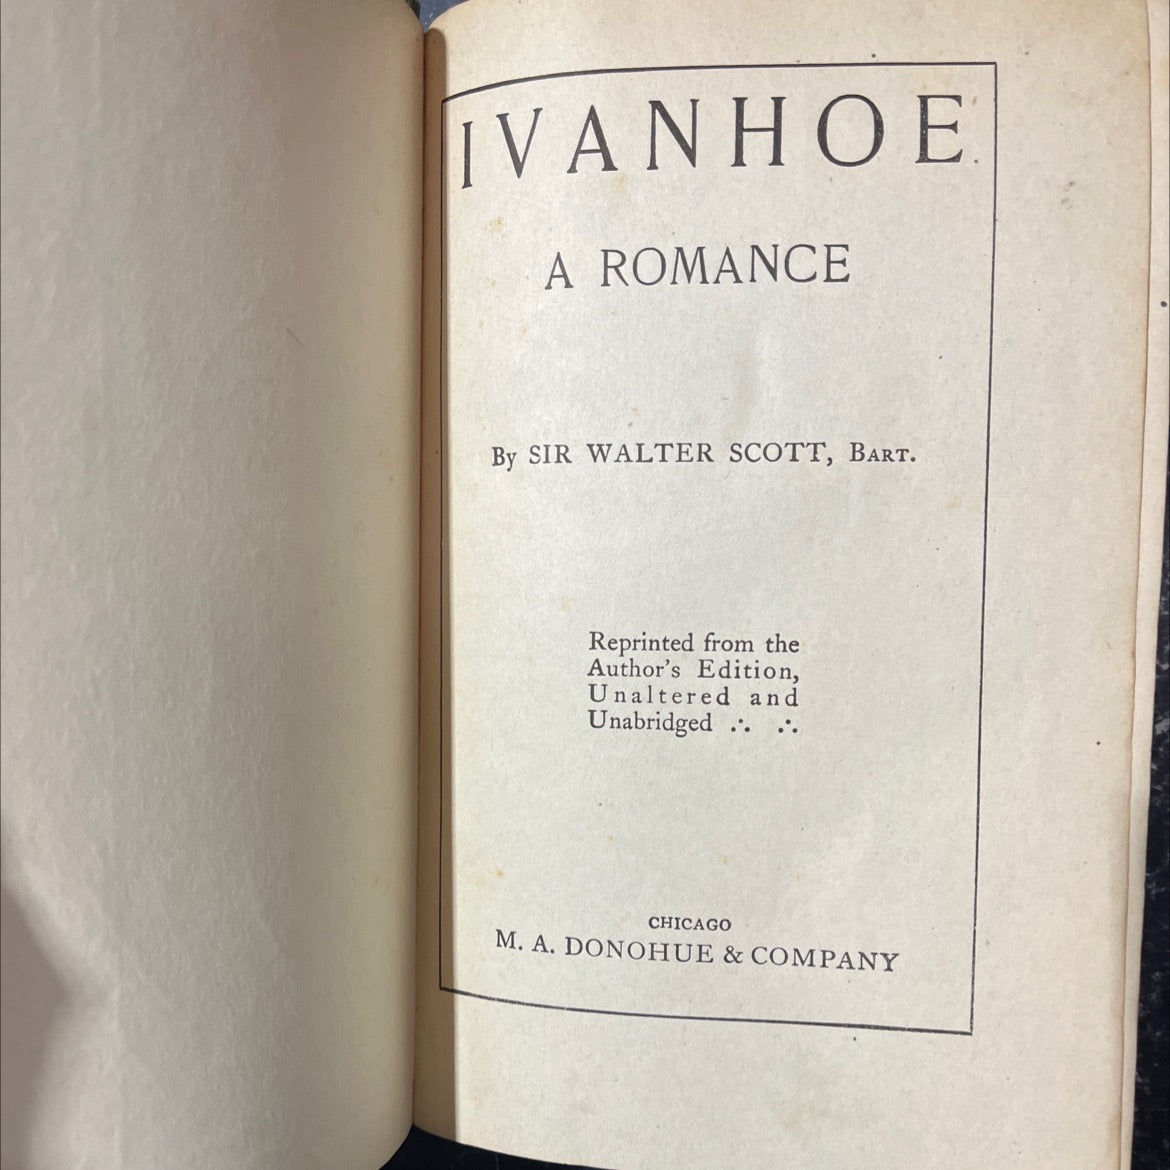 IVANHOE.
A ROMANCE
By SIR WALTER SCOTT, BART.
Reprinted from the
Author's Edition,
Unaltered and
Unabridged ∴ ∴
CHICAGO
M. A. DONOHUE & COMPANY